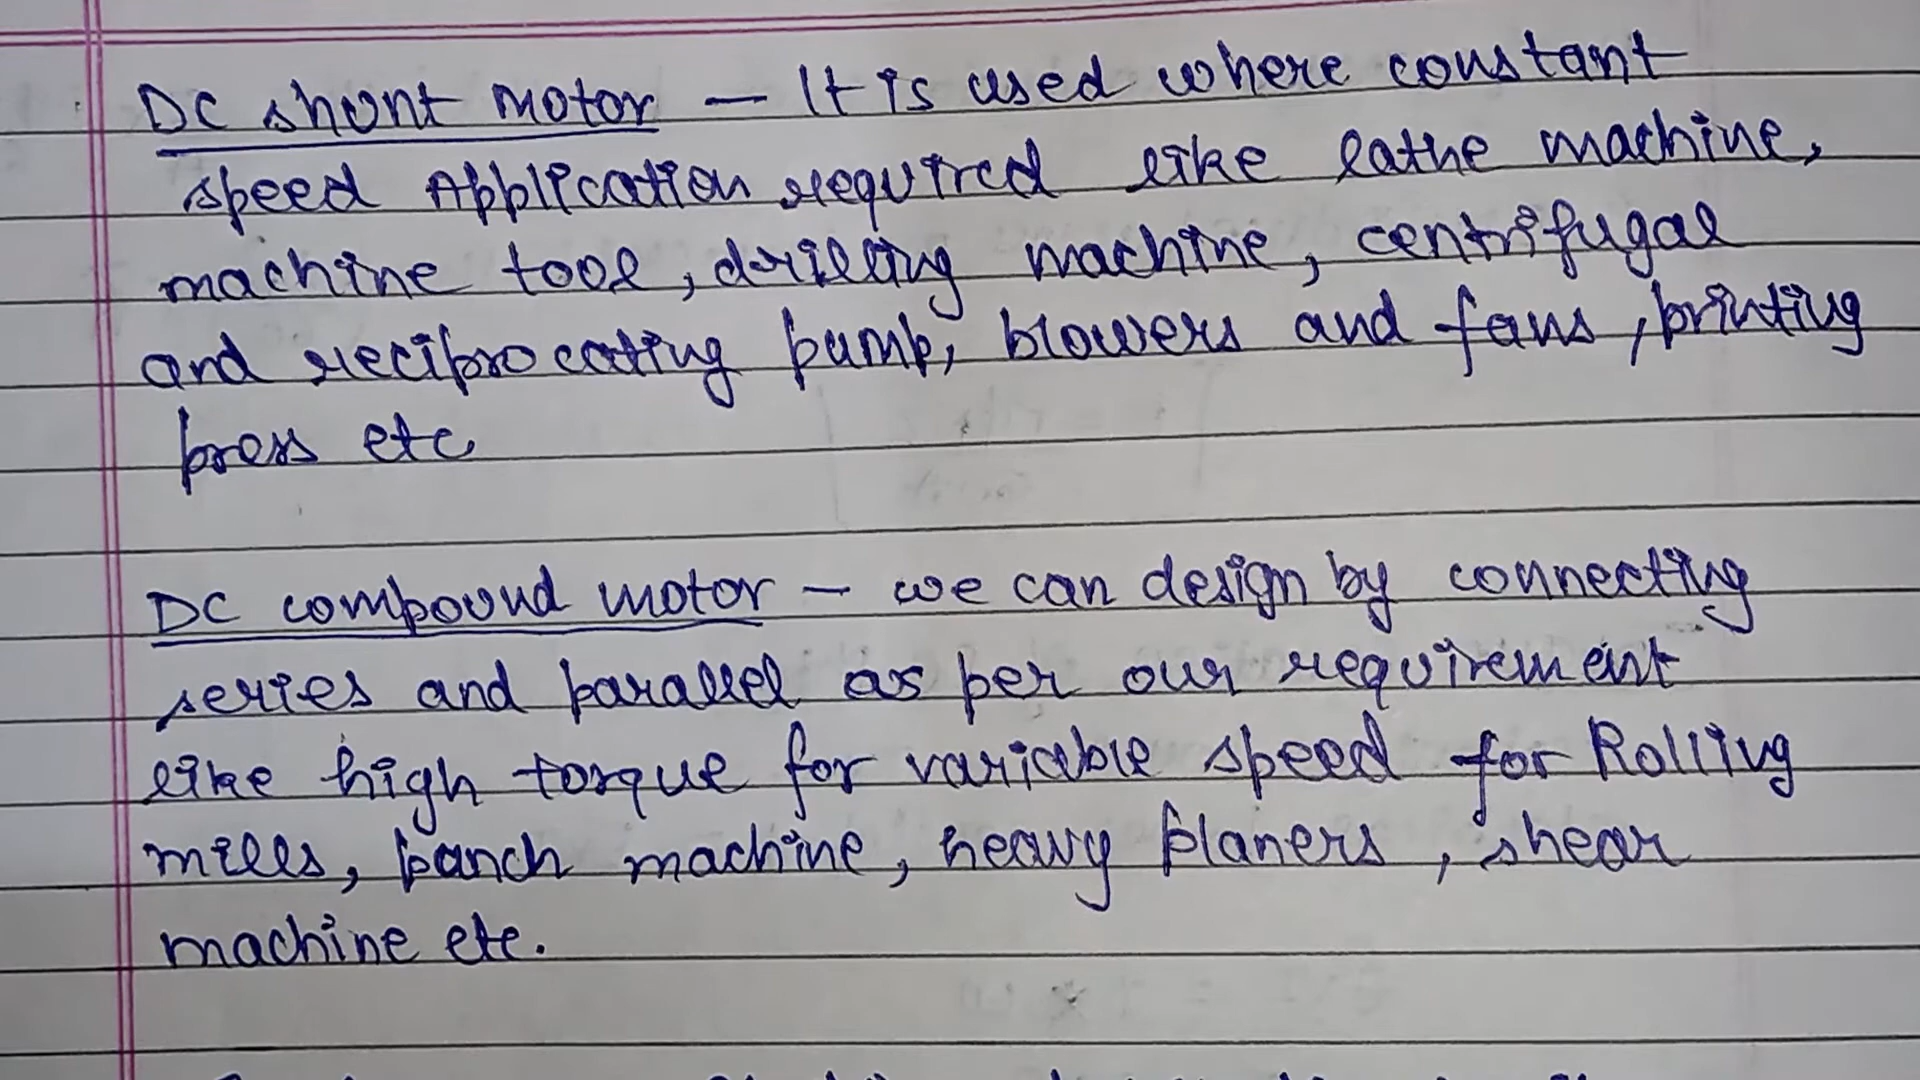 DC shunt motor — It is used where constant
speed Application required like lathe machine,
machine tool, drilling machine, centrifugal
and reciprocating pump, blowers and fans, printing
press etc
DC compound motor — we can design by connecting
series and parallel as per our requirement
like high torque for variable speed for Rolling
mills, panch machine, heavy planers, shear
machine etc.